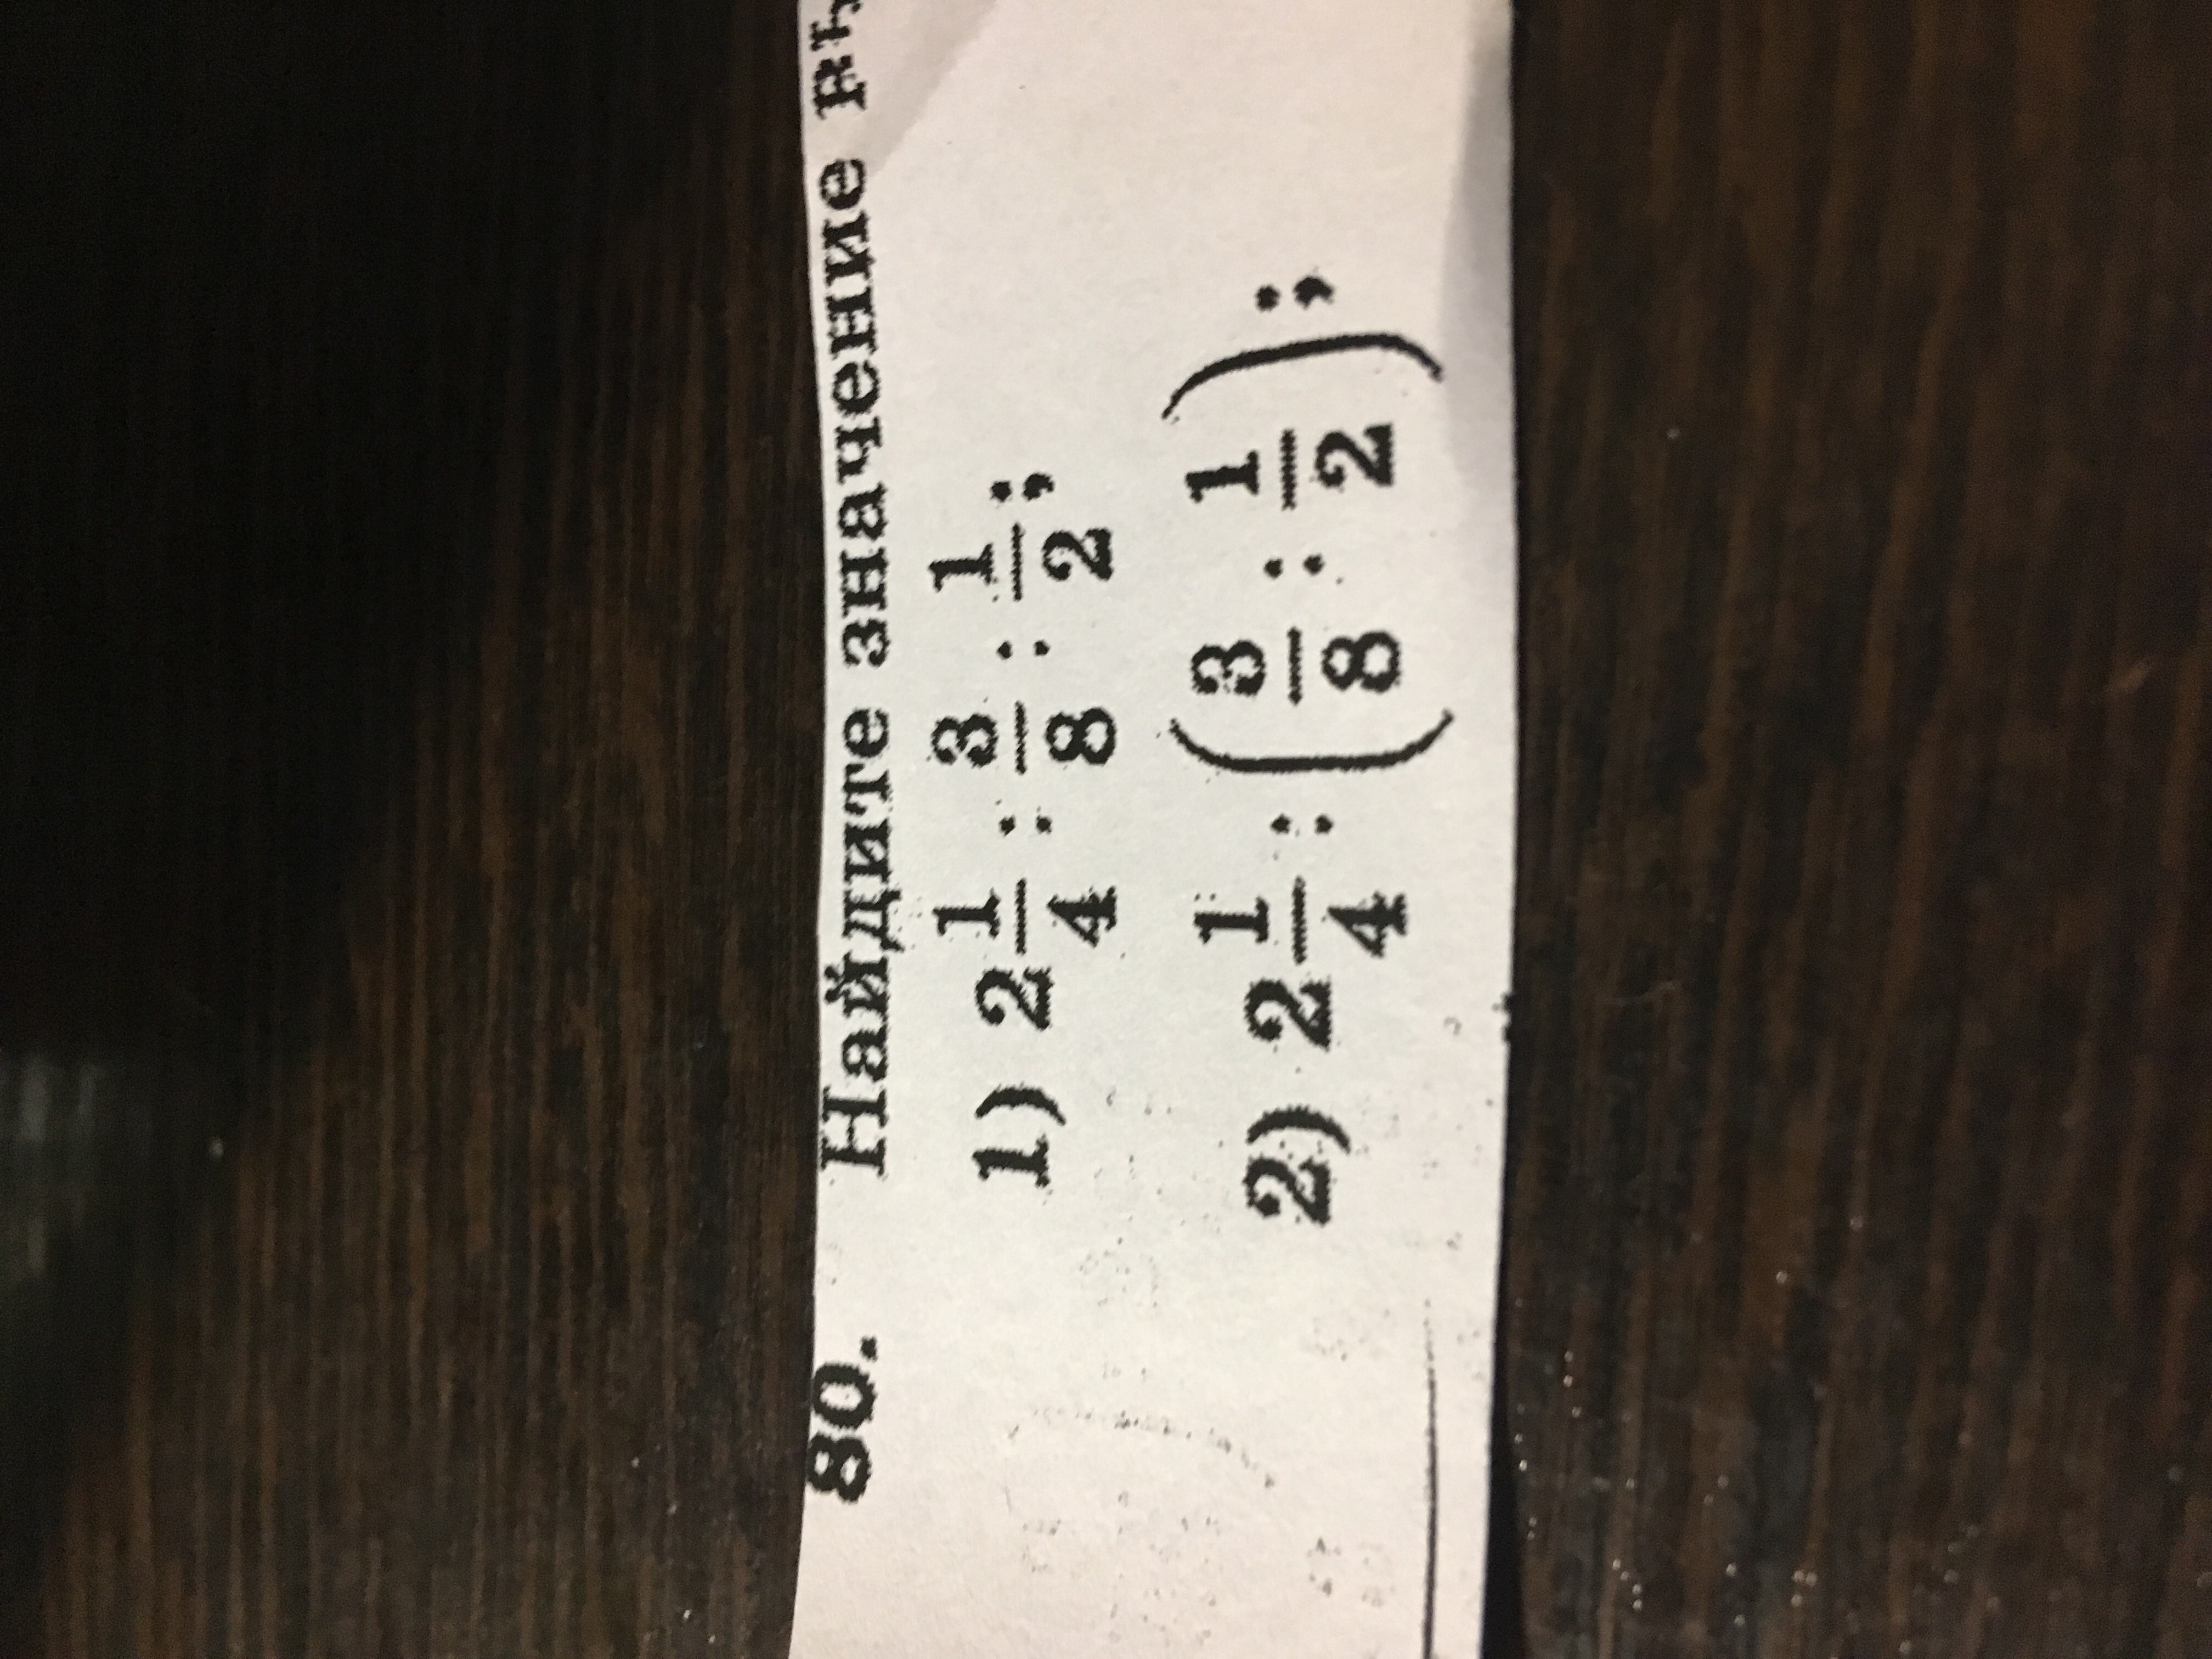 80. Найдите значение
1) 2 1/4 : 3/8 : 1/2;
2) 2 1/4 : (3/8 : 1/2);